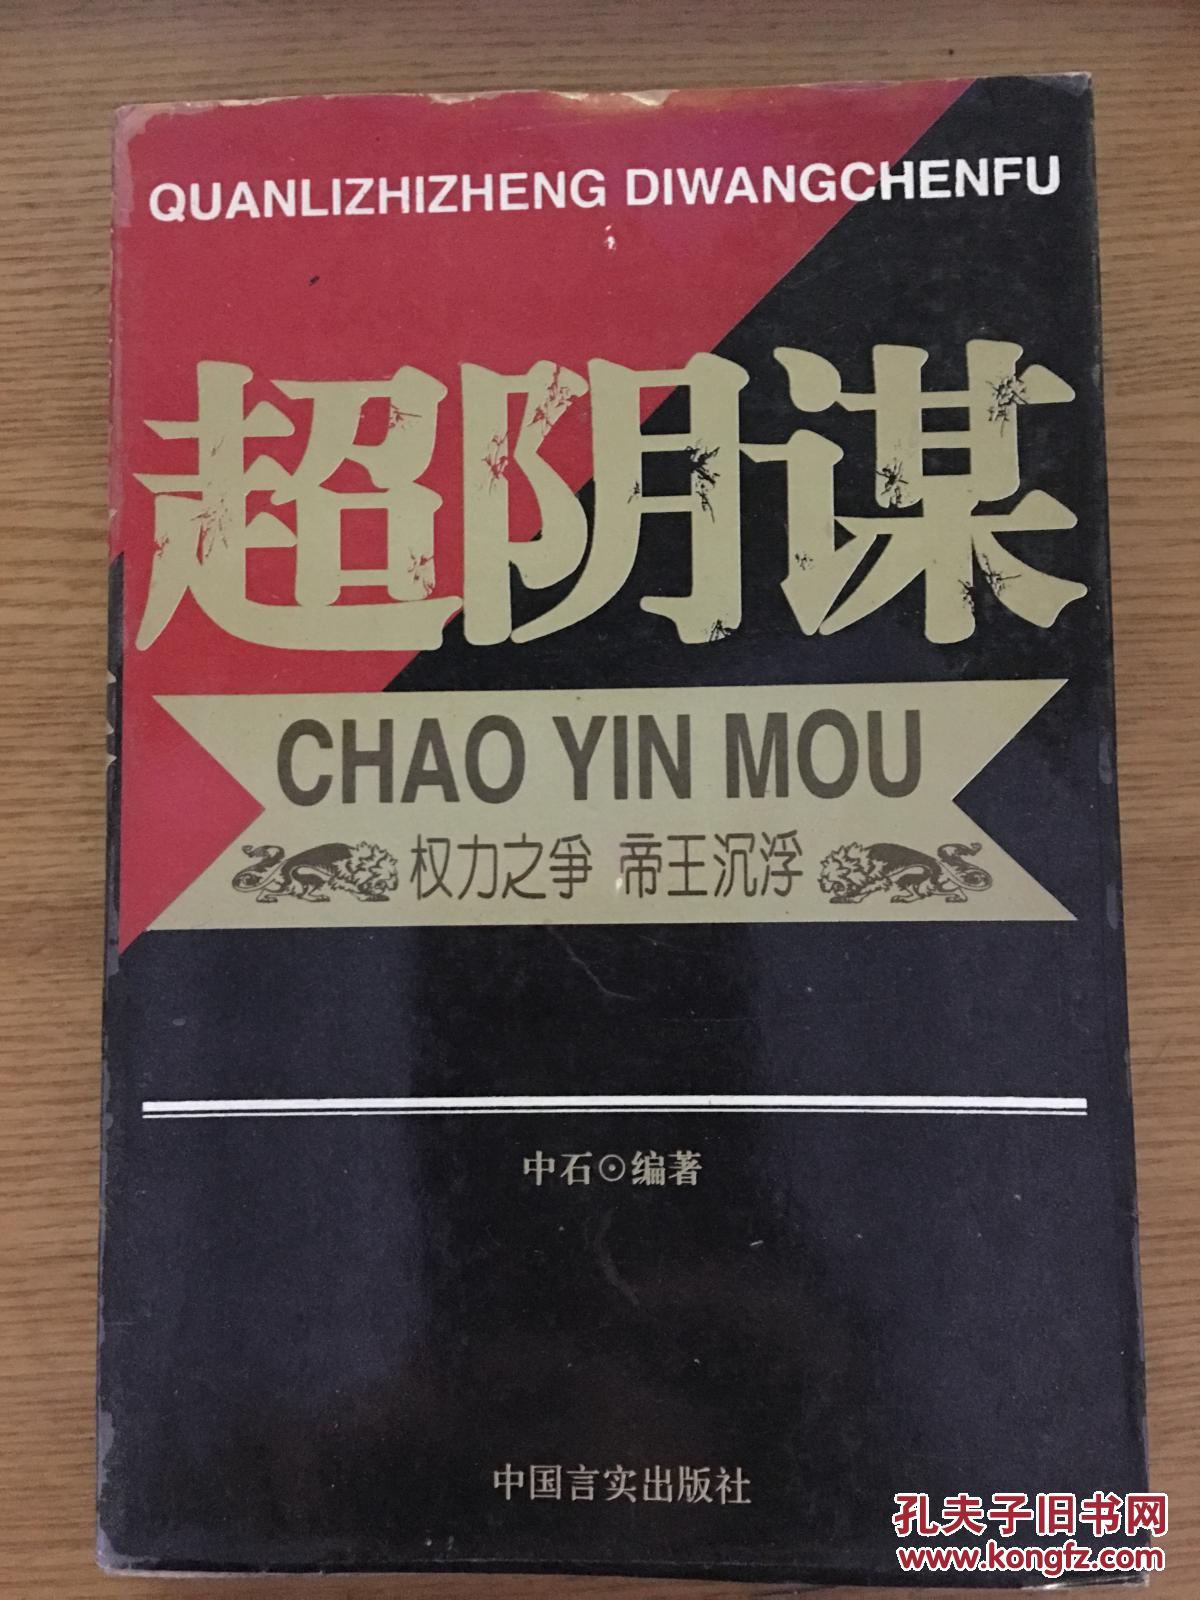 QUANLIZHIZHENG DIWANGCHENFU
超阴谋
CHAO YIN MOU
权力之争 帝王沉浮
中石⊙编著
中国言实出版社
孔夫子旧书网
www.kongfz.com